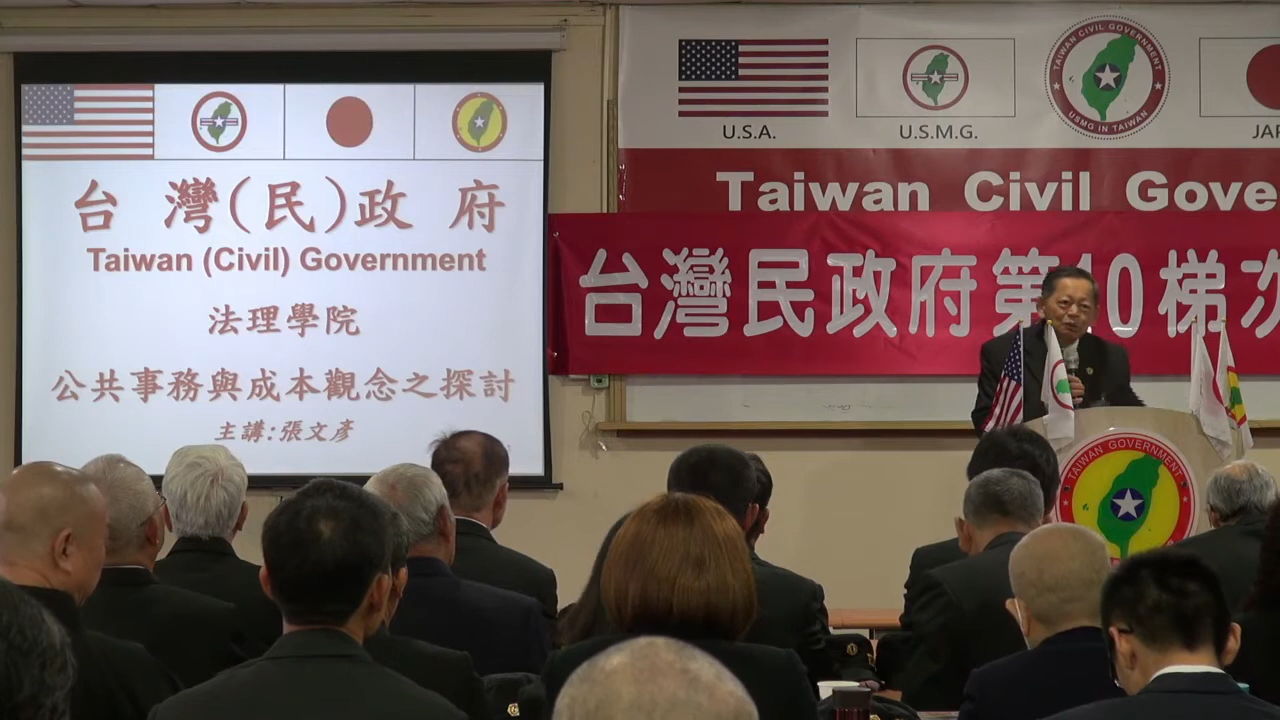 台灣(民)政府
Taiwan (Civil) Government
法理學院
公共事務與成本觀念之探討
主講:張文彥
U.S.A.
U.S.M.G.
TAIWAN CIVIL GOVERNMENT
USMG IN TAIWAN
JAP
Taiwan Civil Gove
台灣民政府第10梯次
TAIWAN GOVERNMENT